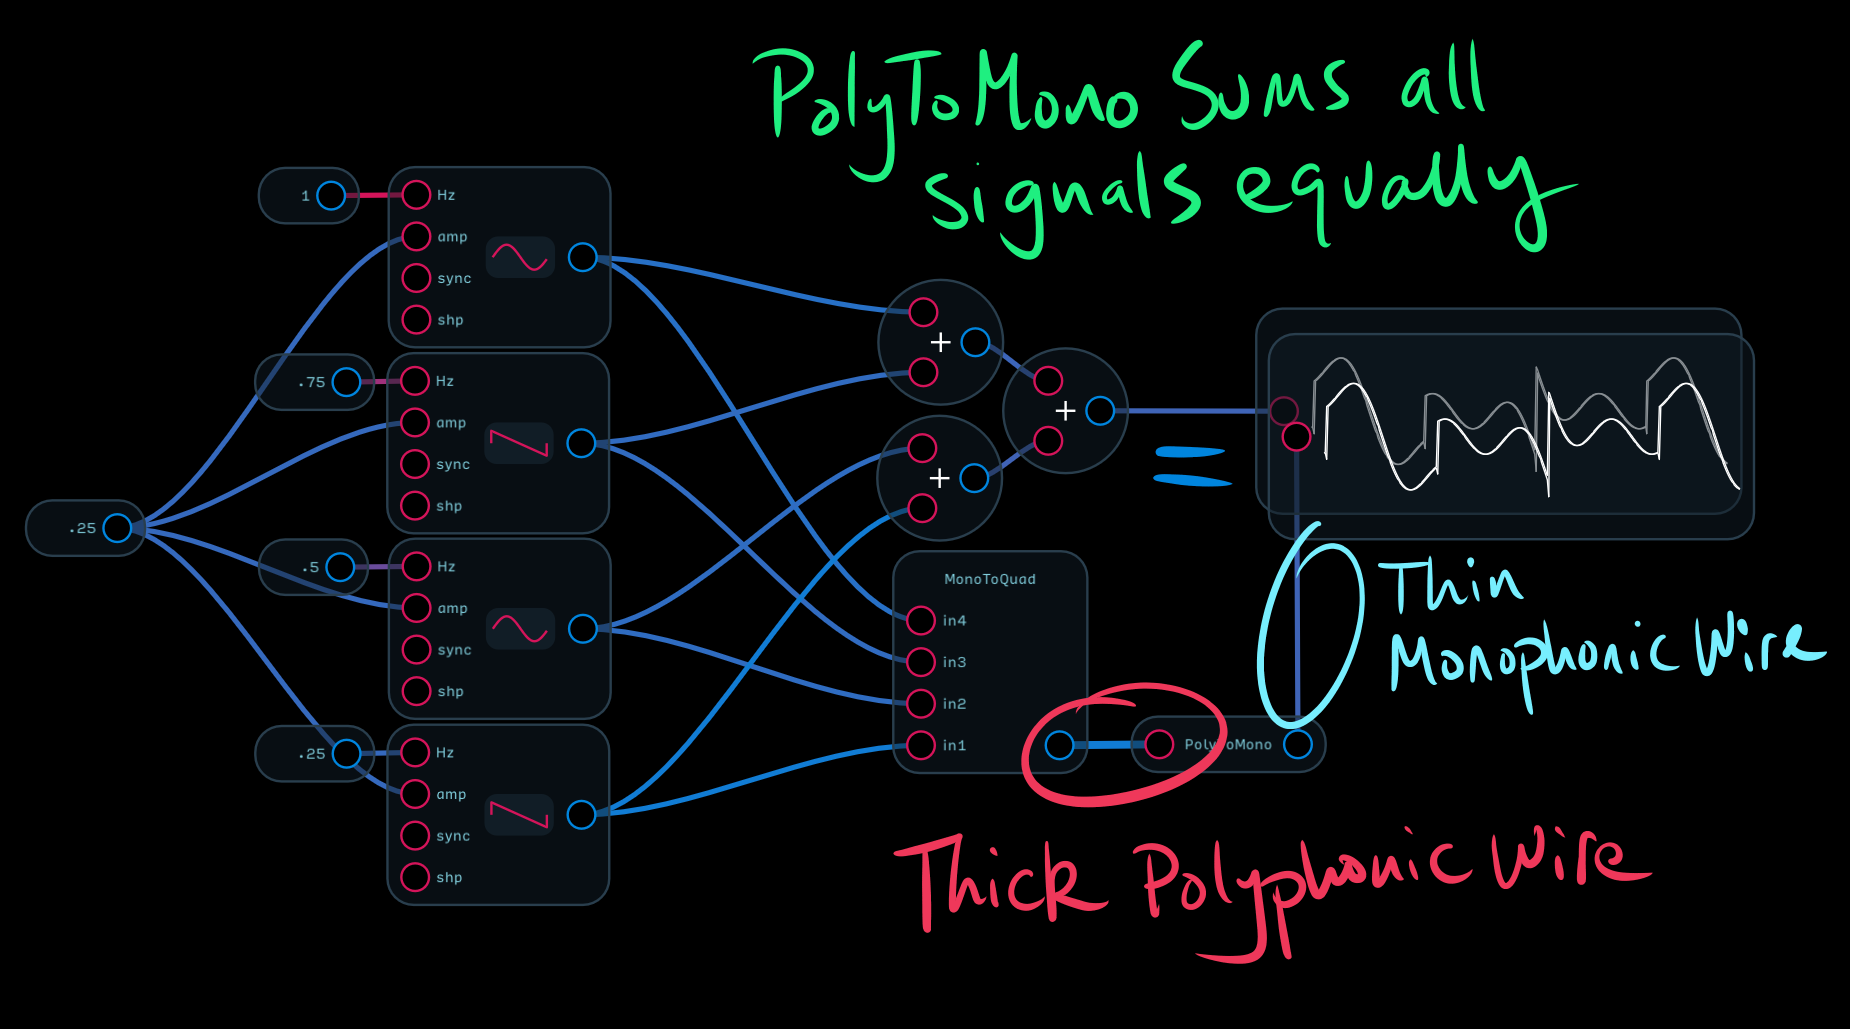 PolyToMono Sums all
signals equally
1
Hz
amp
sync
shp
.75
Hz
amp
sync
shp
.25
.5
Hz
amp
sync
shp
.25
Hz
amp
sync
shp
+
+
+
=
MonoToQuad
in4
in3
in2
in1
PolyToMono
Thin
Monophonic Wire
Thick Polyphonic Wire